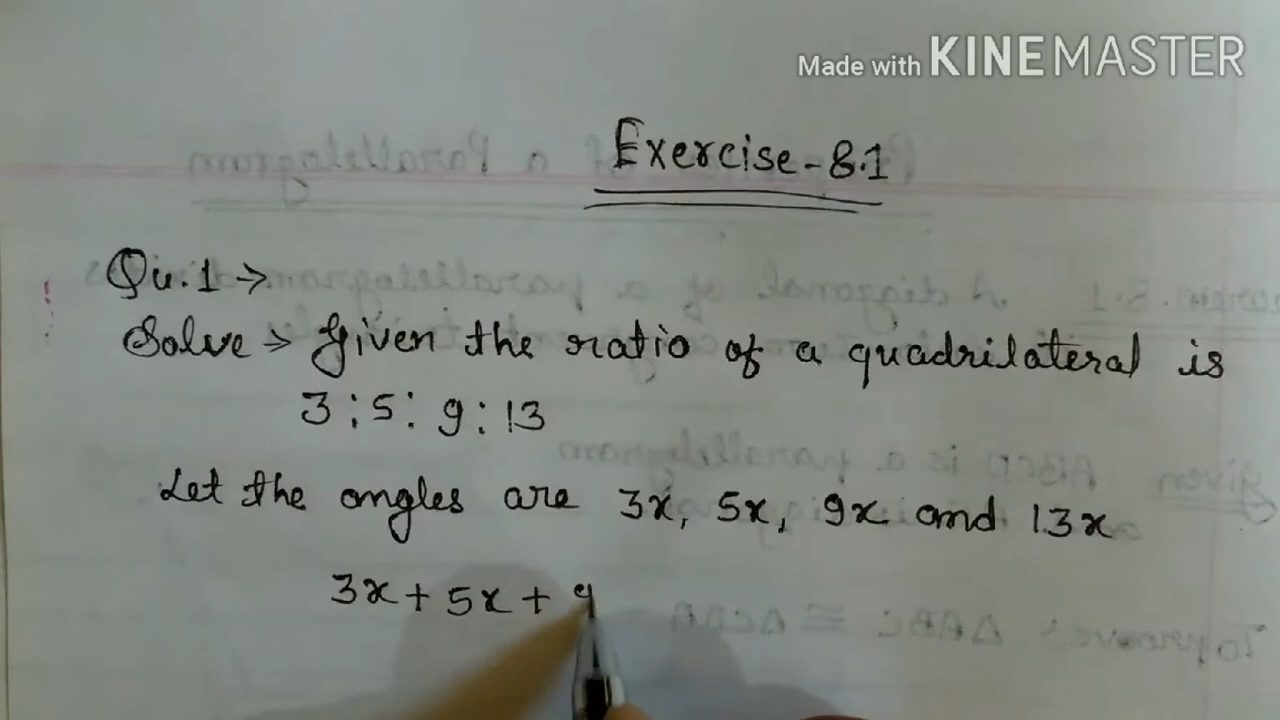 Made with KINEMASTER
Exercise-8.1
Qu.1→
Solve > Given the ratio of a quadrilateral is
3:5:9:13
Let the angles are 3x, 5x, 9x and 13x
3x + 5x + 9